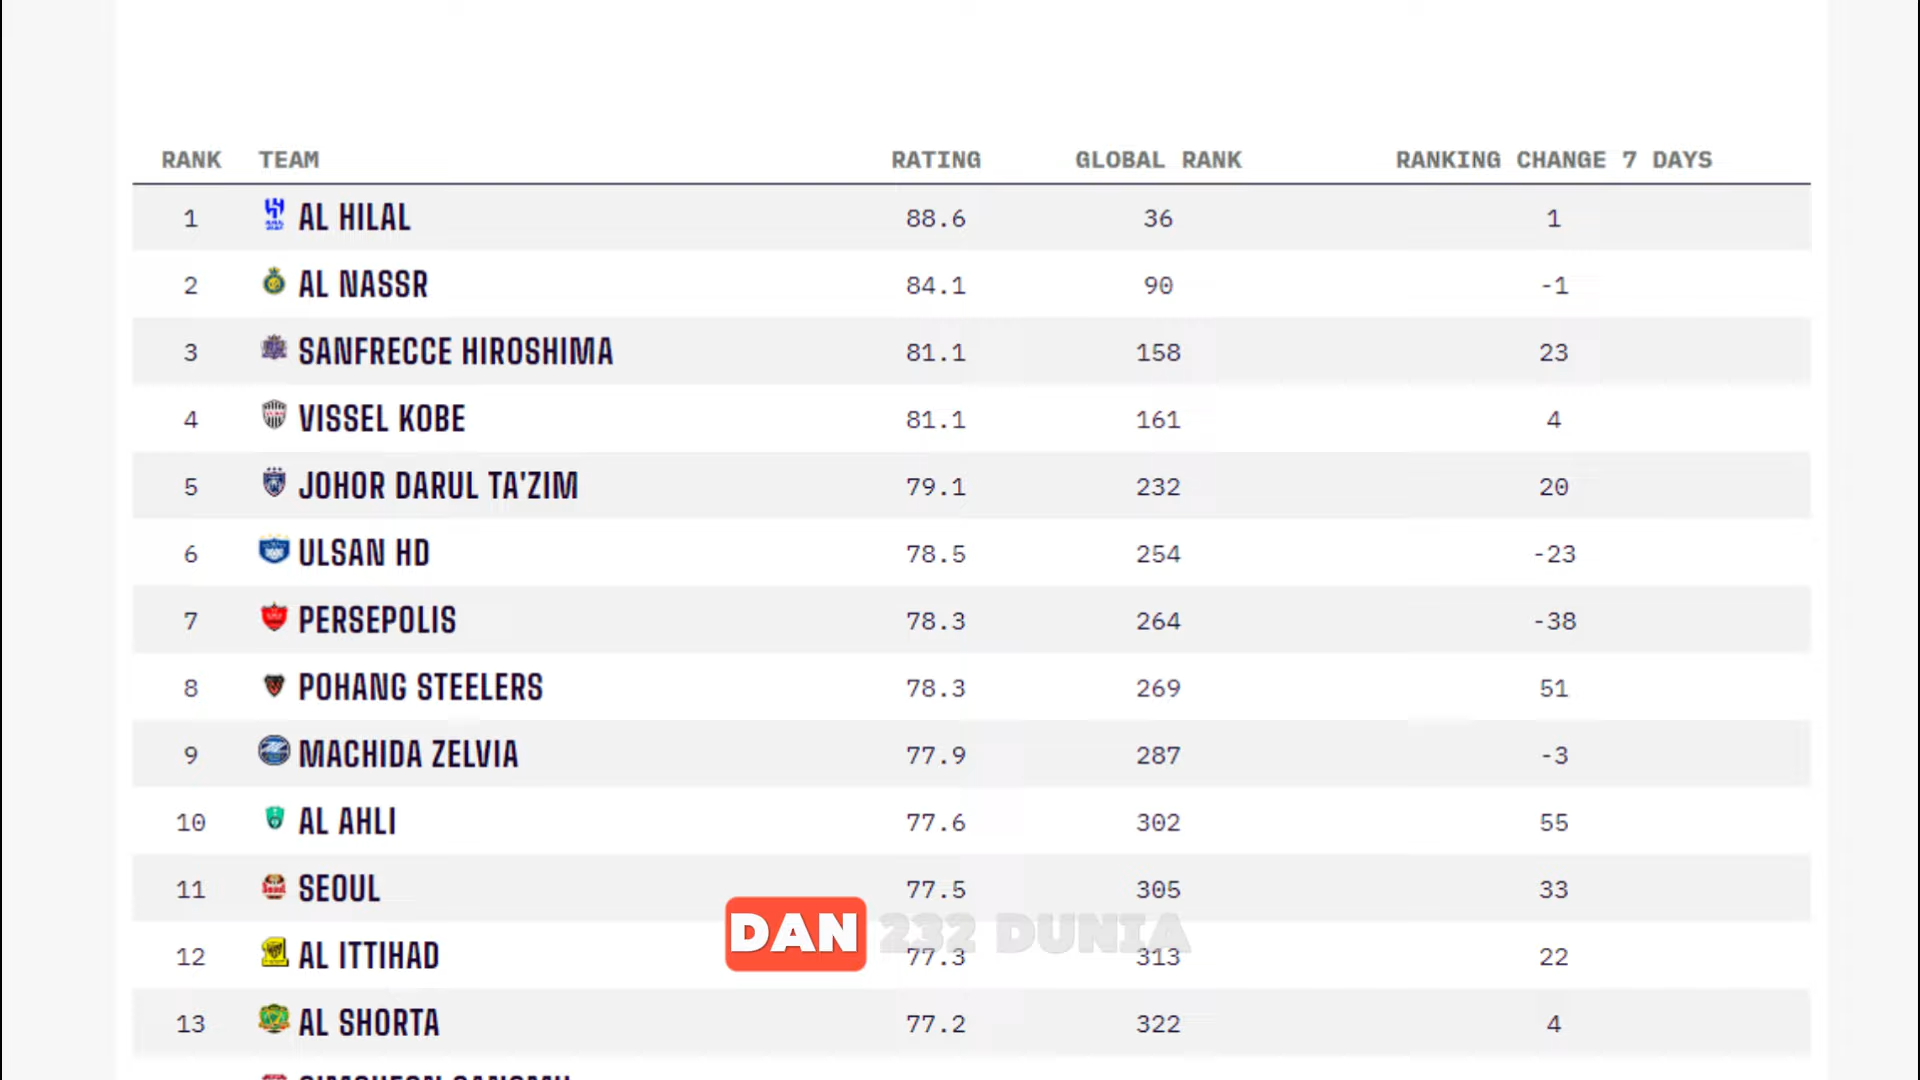 RANK TEAM RATING GLOBAL RANK RANKING CHANGE 7 DAYS
1 AL HILAL 88.6 36 1
2 AL NASSR 84.1 90 -1
3 SANFRECCE HIROSHIMA 81.1 158 23
4 VISSEL KOBE 81.1 161 4
5 JOHOR DARUL TA'ZIM 79.1 232 20
6 ULSAN HD 78.5 254 -23
7 PERSEPOLIS 78.3 264 -38
8 POHANG STEELERS 78.3 269 51
9 MACHIDA ZELVIA 77.9 287 -3
10 AL AHLI 77.6 302 55
11 SEOUL 77.5 305 33
DAN 232 DUNIA
12 AL ITTIHAD 77.3 313 22
13 AL SHORTA 77.2 322 4